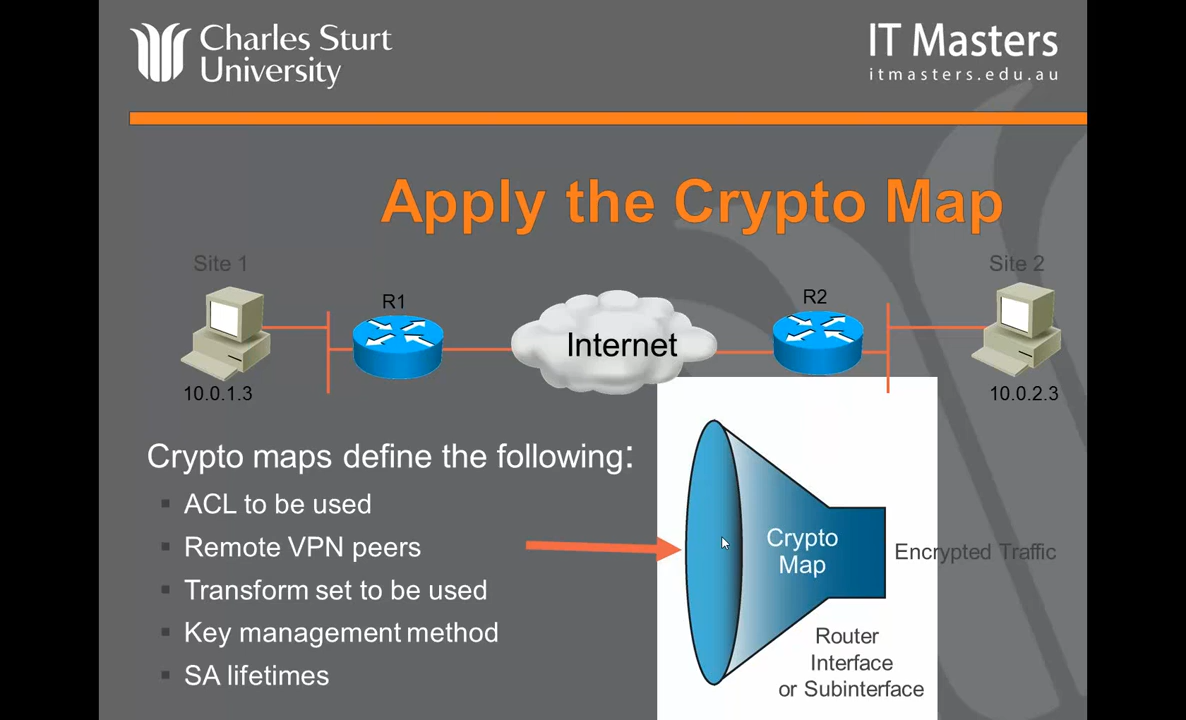 Charles Sturt
University
IT Masters
itmasters.edu.au
Apply the Crypto Map
Site 1
Site 2
R1
R2
Internet
10.0.1.3
10.0.2.3
Crypto maps define the following:
ACL to be used
Remote VPN peers
Transform set to be used
Key management method
SA lifetimes
Crypto
Map
Encrypted Traffic
Router
Interface
or Subinterface